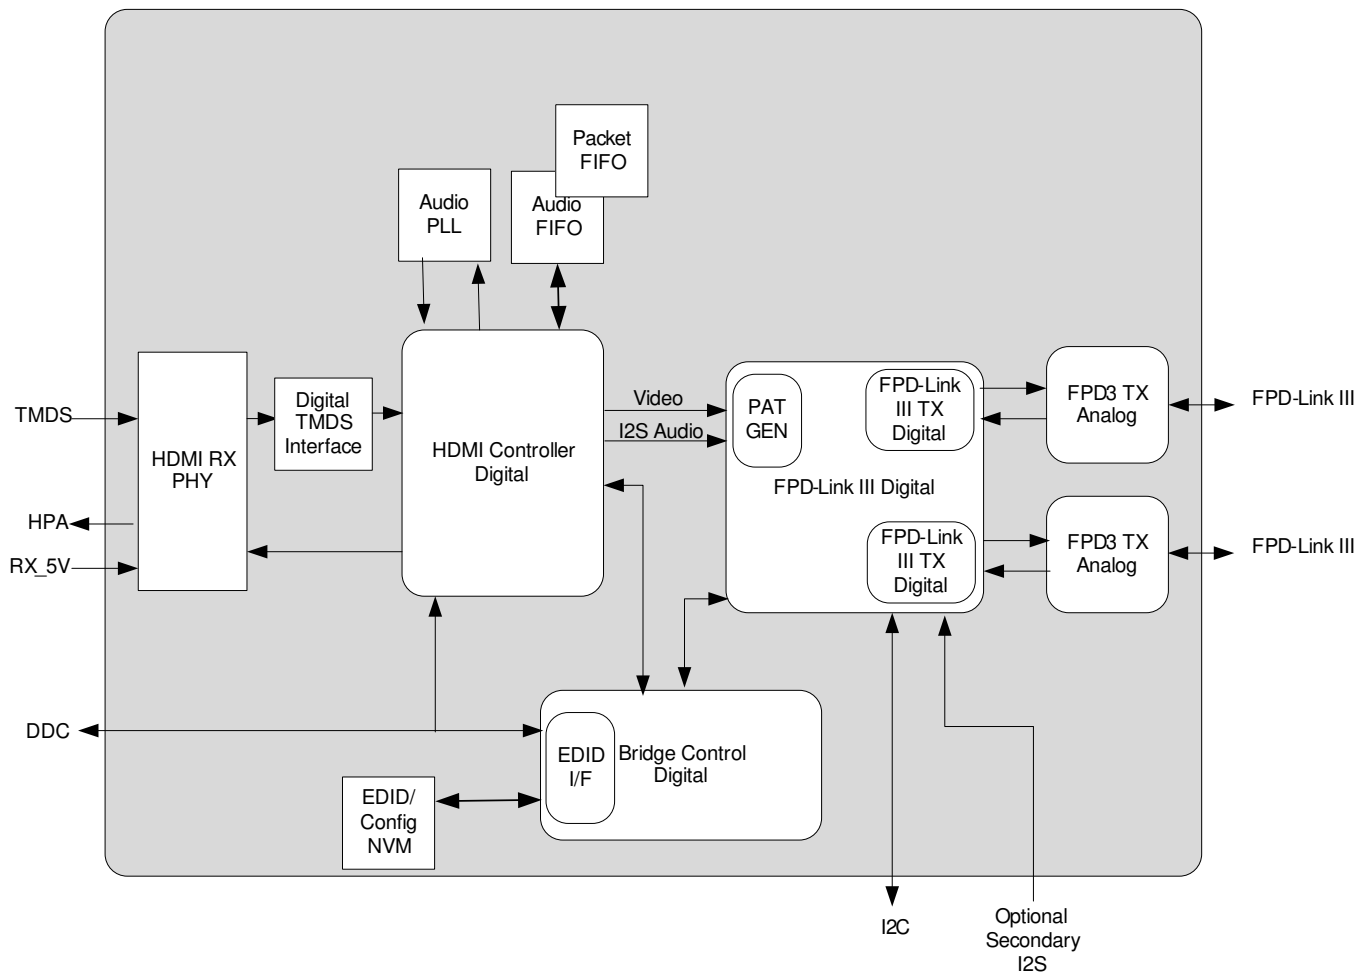 Packet
FIFO
Audio
PLL
Audio
FIFO
TMDS
HPA
RX_5V
HDMI RX
PHY
Digital
TMDS
Interface
HDMI Controller
Digital
Video
I2S Audio
PAT
GEN
FPD-Link
III TX
Digital
FPD-Link III Digital
FPD-Link
III TX
Digital
FPD3 TX
Analog
FPD-Link III
FPD3 TX
Analog
FPD-Link III
DDC
EDID
I/F
Bridge Control
Digital
EDID/
Config
NVM
I2C
Optional
Secondary
I2S